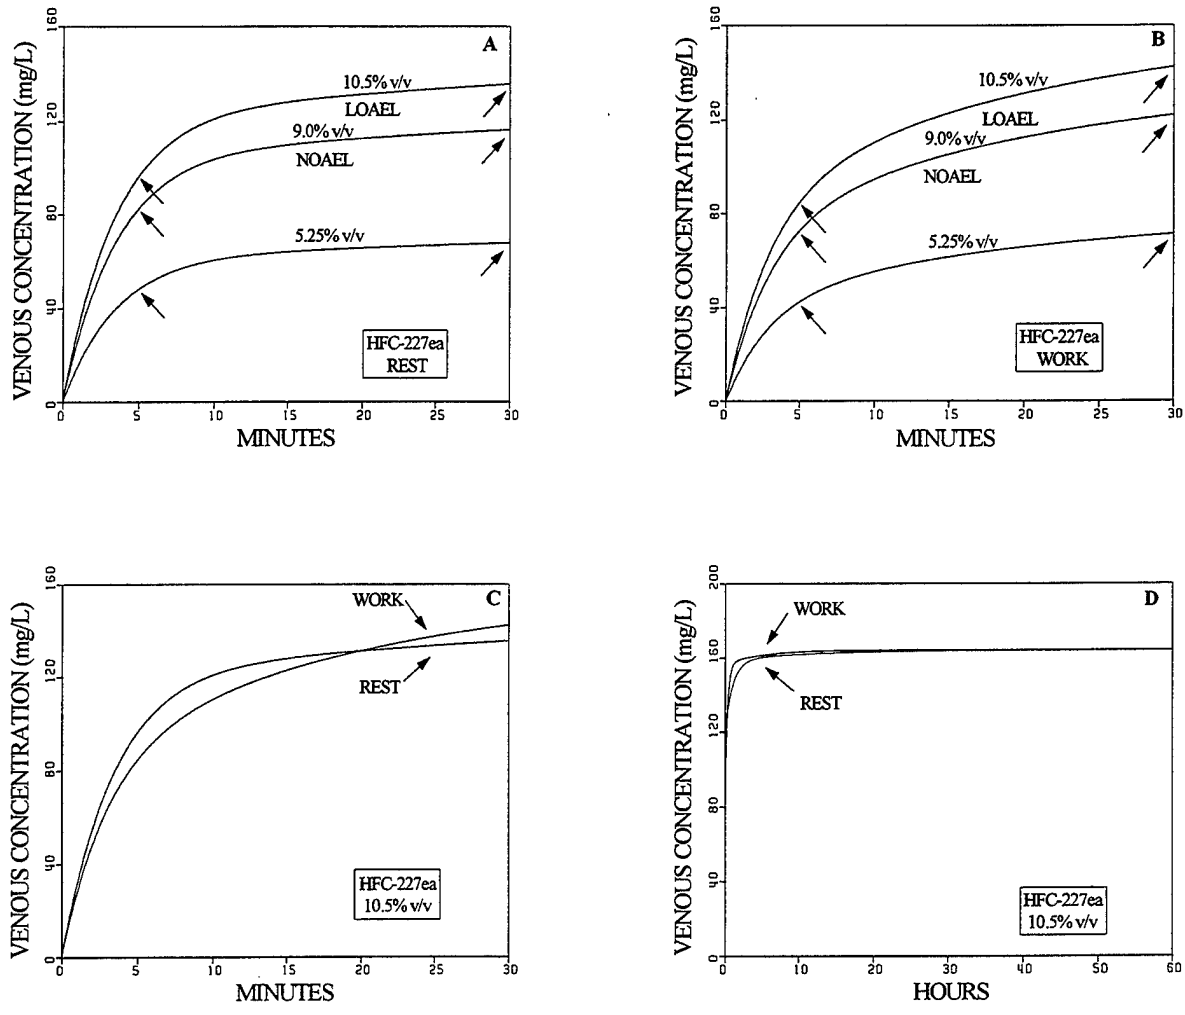 A
VENOUS CONCENTRATION (mg/L)
160
120
80
40
0
10.5% v/v
LOAEL
9.0% v/v
NOAEL
5.25% v/v
HFC-227ea
REST
0 5 10 15 20 25 30
MINUTES
B
VENOUS CONCENTRATION (mg/L)
160
120
80
40
0
10.5% v/v
LOAEL
9.0% v/v
NOAEL
5.25% v/v
HFC-227ea
WORK
0 5 10 15 20 25 30
MINUTES
C
VENOUS CONCENTRATION (mg/L)
160
120
80
40
0
WORK
REST
HFC-227ea
10.5% v/v
0 5 10 15 20 25 30
MINUTES
D
VENOUS CONCENTRATION (mg/L)
200
160
120
80
40
0
WORK
REST
HFC-227ea
10.5% v/v
0 10 20 30 40 50 60
HOURS